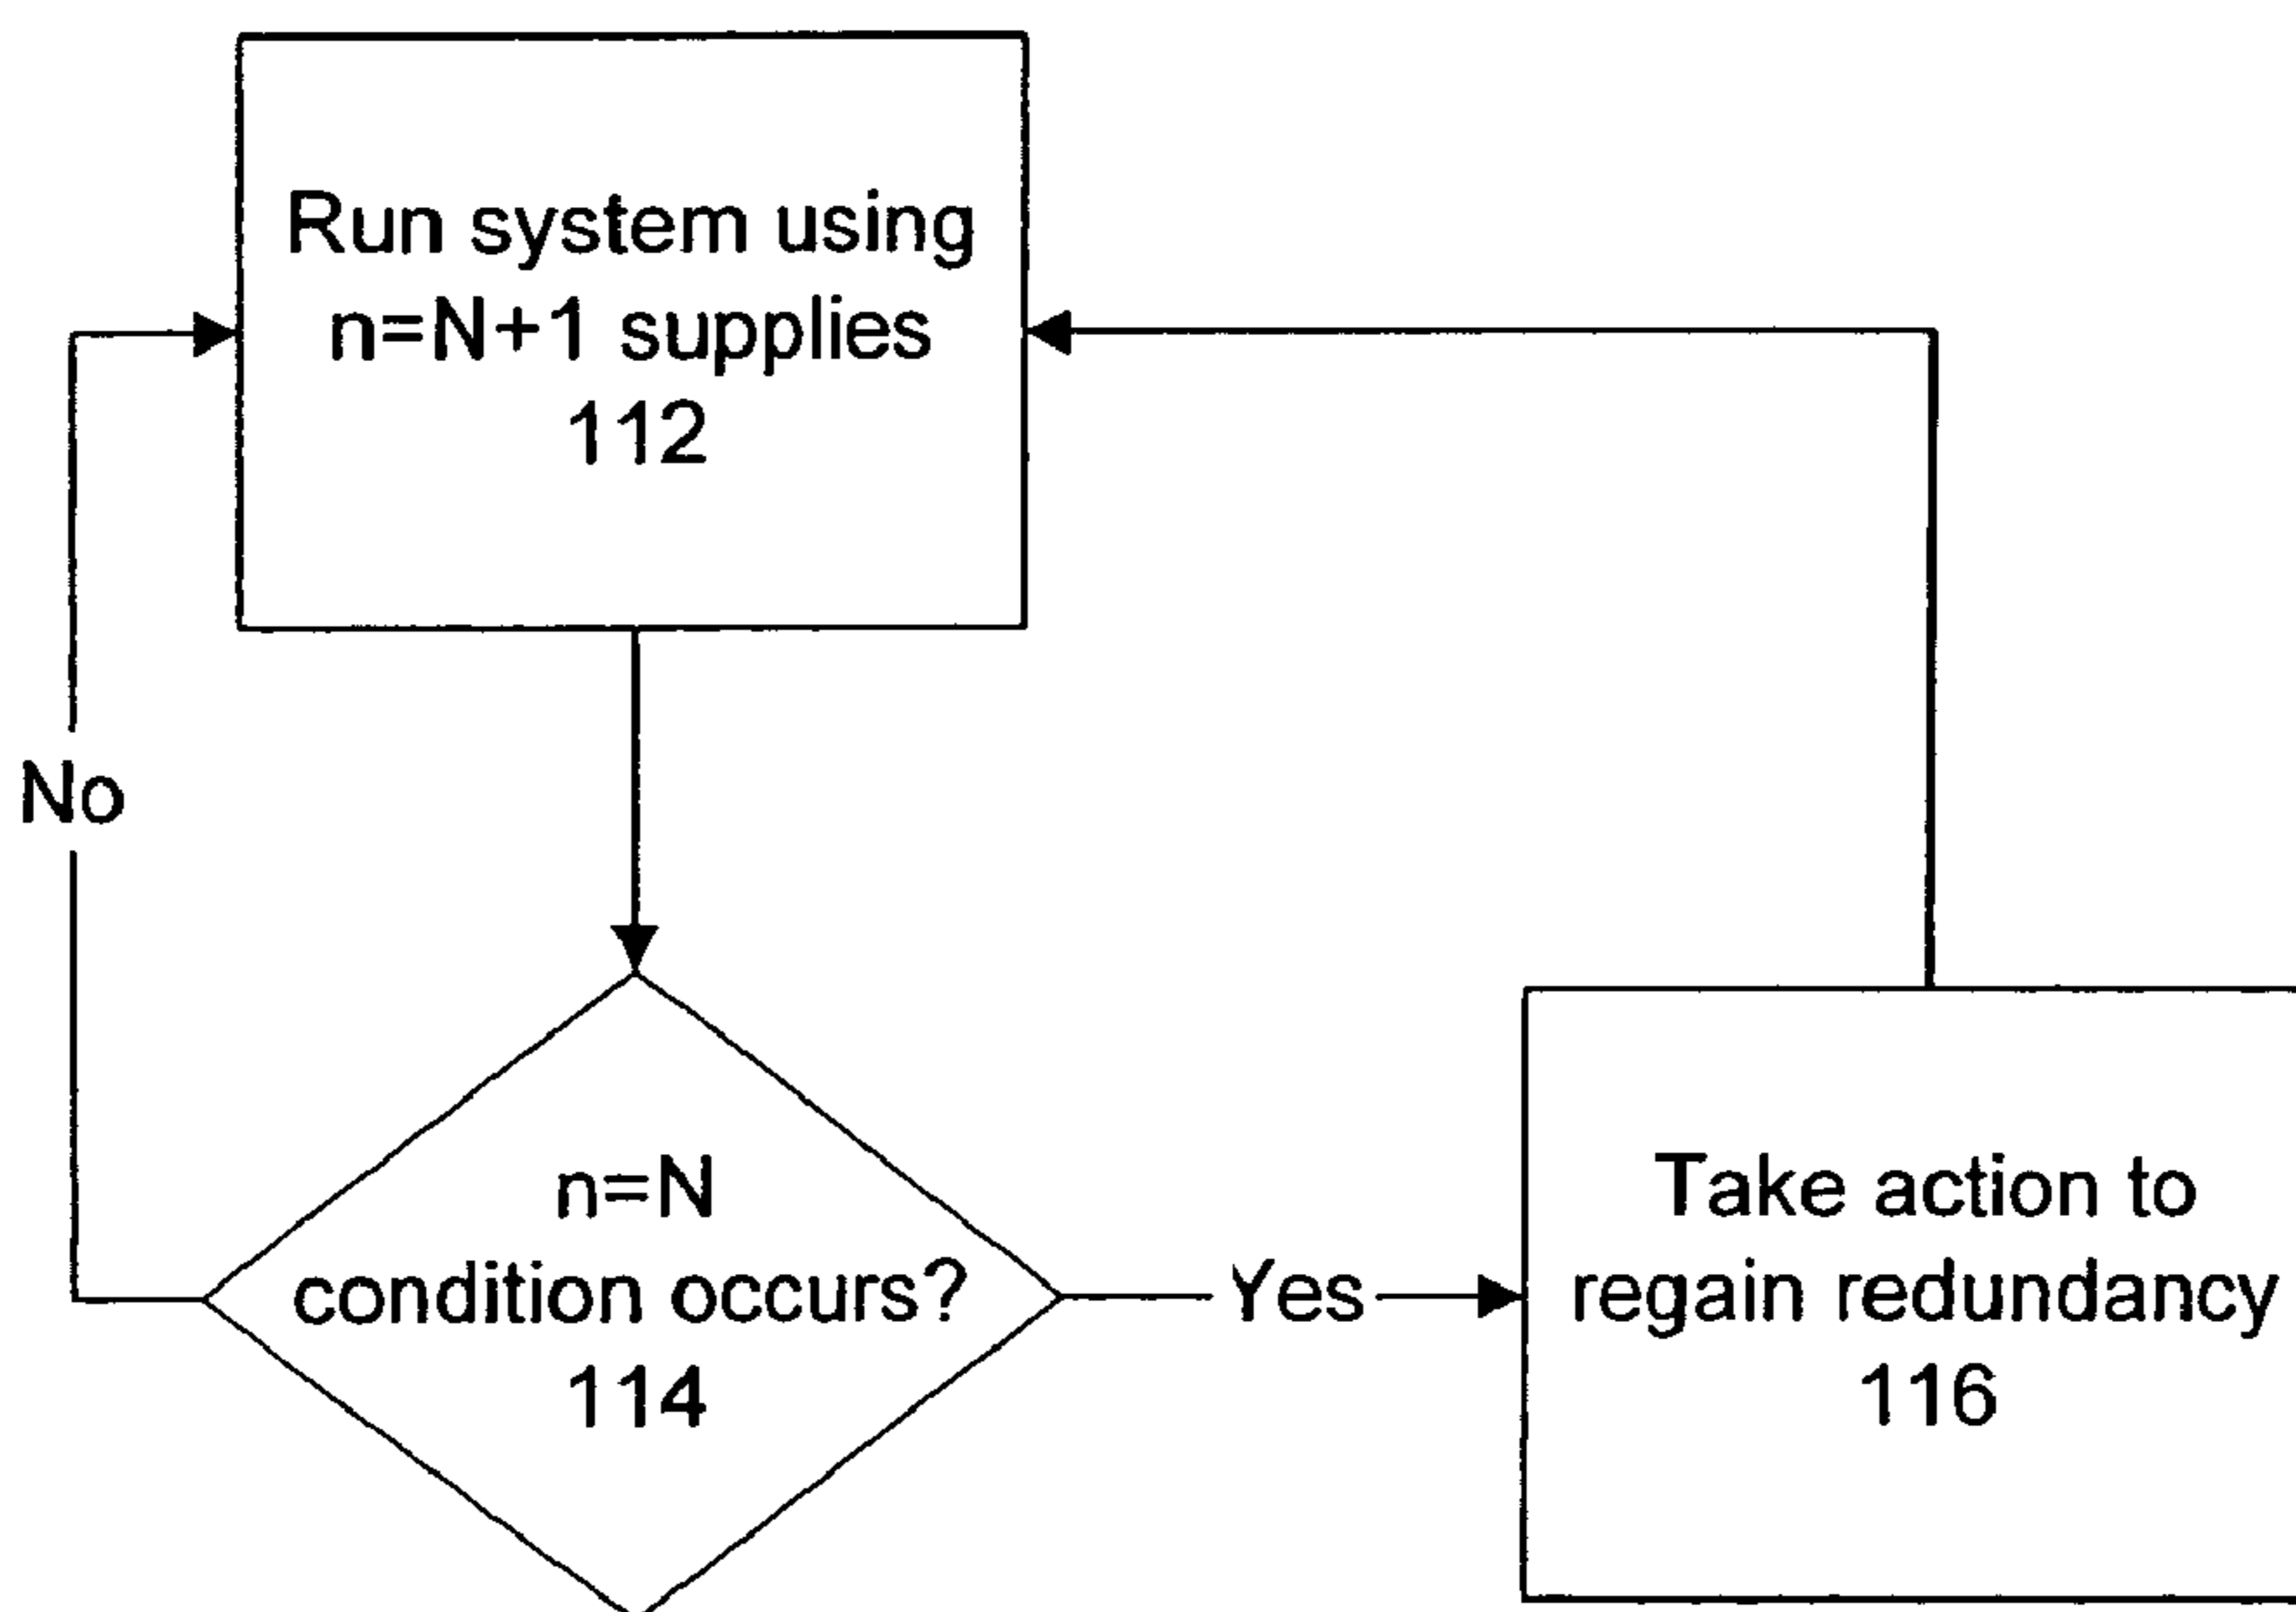 Run system using
n=N+1 supplies
112
No
n=N
condition occurs?
114
Yes
Take action to
regain redundancy
116